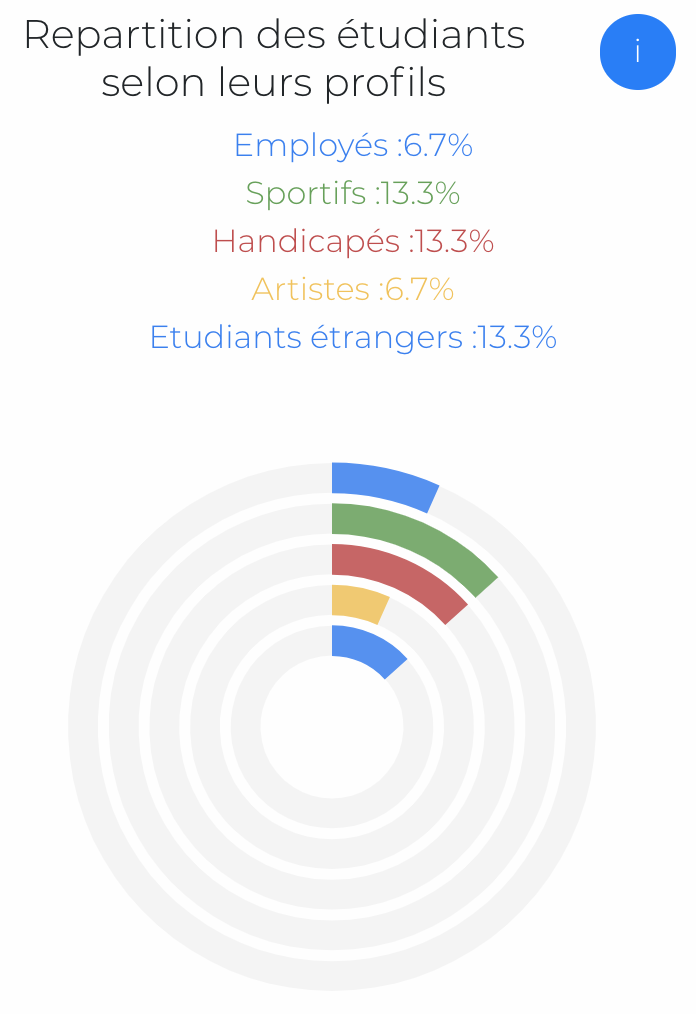 Repartition des étudiants
selon leurs profils
i
Employés :6.7%
Sportifs :13.3%
Handicapés :13.3%
Artistes :6.7%
Etudiants étrangers :13.3%